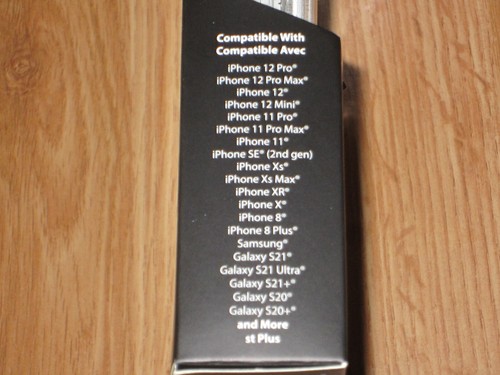 Compatible With
Compatible Avec
iPhone 12 Pro®
iPhone 12 Pro Max®
iPhone 12®
iPhone 12 Mini®
iPhone 11 Pro®
iPhone 11 Pro Max®
iPhone 11®
iPhone SE® (2nd gen)
iPhone Xs®
iPhone Xs Max®
iPhone XR®
iPhone X®
iPhone 8®
iPhone 8 Plus®
Samsung®
Galaxy S21®
Galaxy S21 Ultra®
Galaxy S21+®
Galaxy S20®
Galaxy S20+®
and More
st Plus